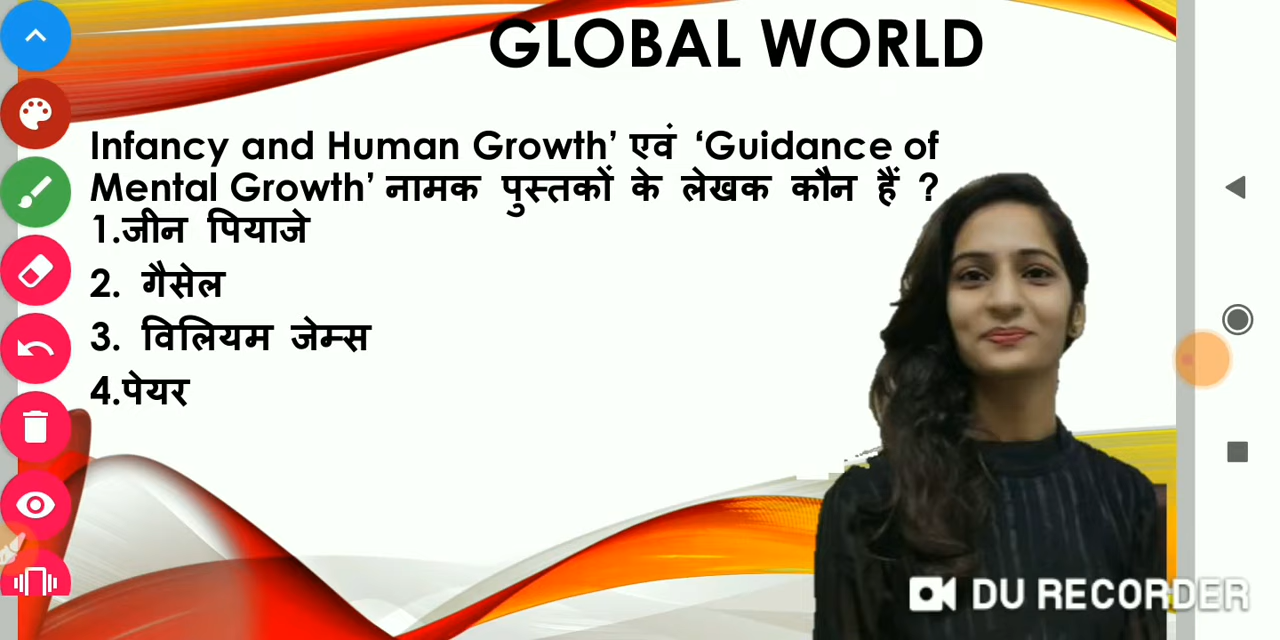 GLOBAL WORLD
Infancy and Human Growth’ एवं ‘Guidance of
Mental Growth’ नामक पुस्तकों के लेखक कौन हैं ?
1.जीन पियाजे
2. गैसेल
3. विलियम जेम्स
4.पेयर
DU RECORDER